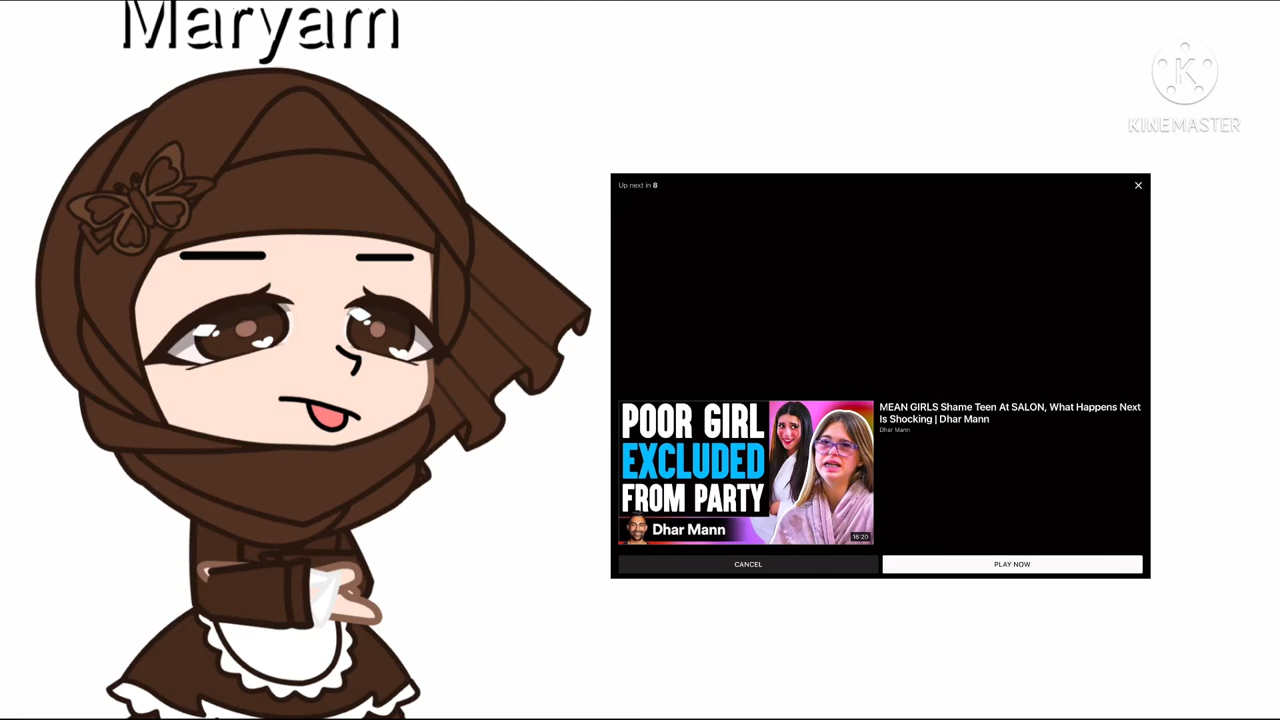 Maryam
K
KINEMASTER
Up next in 8
POOR GIRL
EXCLUDED
FROM PARTY
Dhar Mann
16:20
MEAN GIRLS Shame Teen At SALON, What Happens Next
Is Shocking | Dhar Mann
Dhar Mann
CANCEL
PLAY NOW